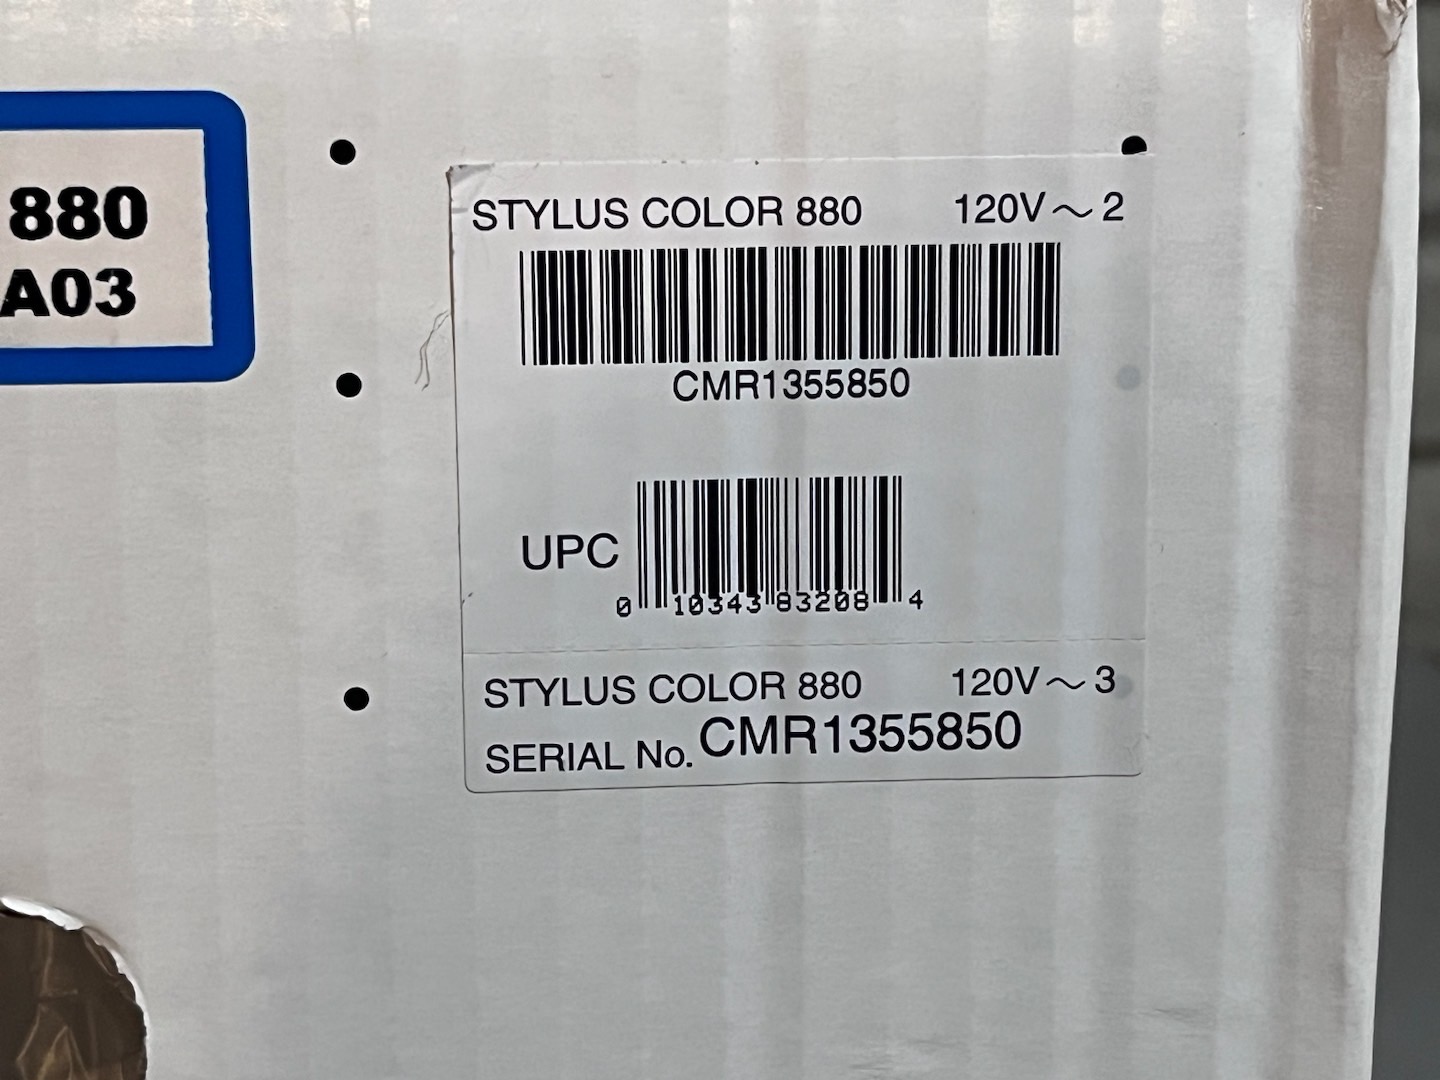 880
A03
STYLUS COLOR 880 120V～2
CMR1355850
UPC
0 10343 83208 4
STYLUS COLOR 880 120V～3
SERIAL No. CMR1355850